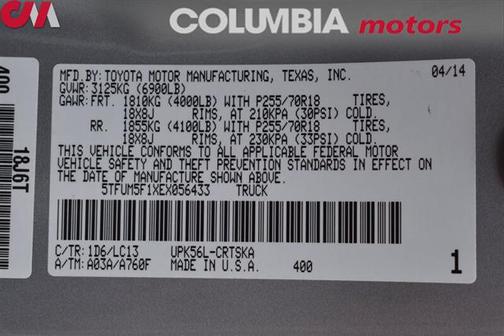 CM
COLUMBIA motors
MFD.BY:TOYOTA MOTOR MANUFACTURING, TEXAS, INC. 04/14
GVWR:3125KG (6900LB)
GAWR:FRT. 1810KG (4000LB) WITH P255/70R18 TIRES,
18X8J RIMS, AT 210KPA (30PSI) COLD.
RR. 1855KG (4100LB) WITH P255/70R18 TIRES,
18X8J RIMS, AT 230KPA (33PSI) COLD.
THIS VEHICLE CONFORMS TO ALL APPLICABLE FEDERAL MOTOR
VEHICLE SAFETY AND THEFT PREVENTION STANDARDS IN EFFECT
ON THE DATE OF MANUFACTURE SHOWN ABOVE.
5TFUM5F1XEX056433 TRUCK
C/TR:1D6/LC13 UPK56L-CRTSKA
A/TM:A03A/A760F MADE IN U.S.A. 400 1
400
18J6T